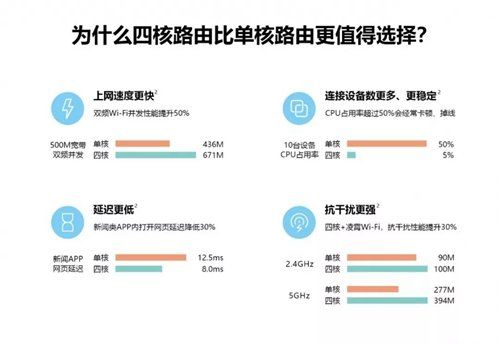 为什么四核路由比单核路由更值得选择?
上网速度更快2
双频Wi-Fi并发性能提升50%
500M宽带
双频并发
单核 436M
四核 671M
连接设备数更多、更稳定2
CPU占用率超过50%会经常卡顿、掉线
10台设备
CPU占用率
单核 50%
四核 5%
延迟更低2
新闻类APP内打开网页延迟降低30%
新闻APP
网页延迟
单核 12.5ms
四核 8.0ms
抗干扰更强2
四核+凌霄Wi-Fi，抗干扰性能提升30%
2.4GHz
单核 90M
四核 100M
5GHz
单核 277M
四核 394M